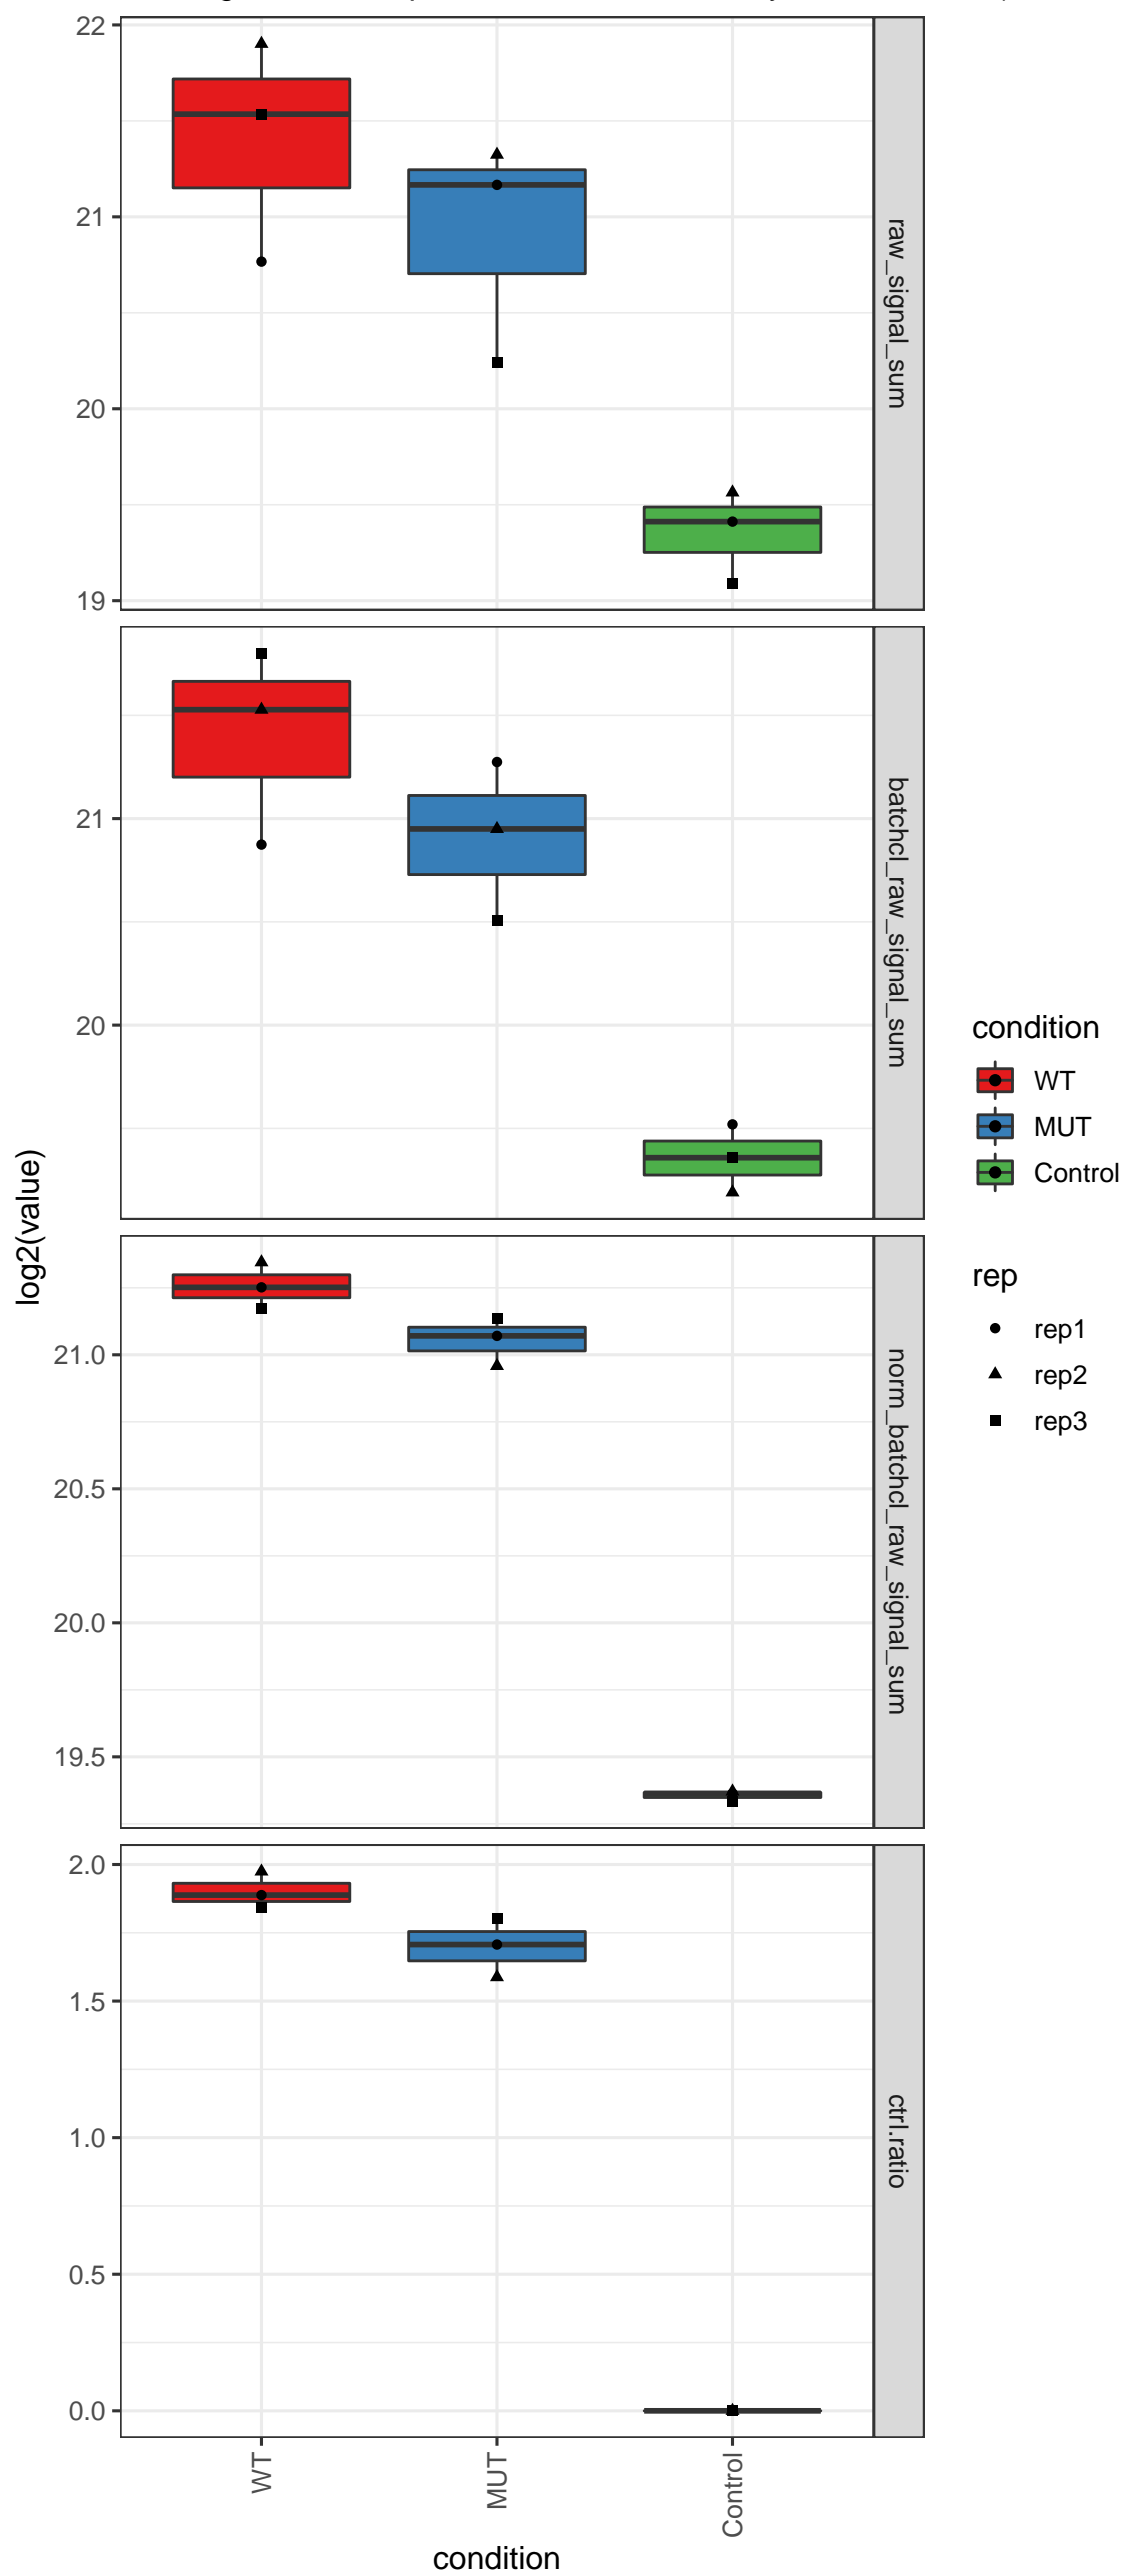 22
21
20
19
raw_signal_sum
21
20
batchcl_raw_signal_sum
21.0
20.5
20.0
19.5
norm_batchcl_raw_signal_sum
2.0
1.5
1.0
0.5
0.0
ctrl.ratio
log2(value)
WT
MUT
Control
condition
condition
WT
MUT
Control
rep
rep1
rep2
rep3